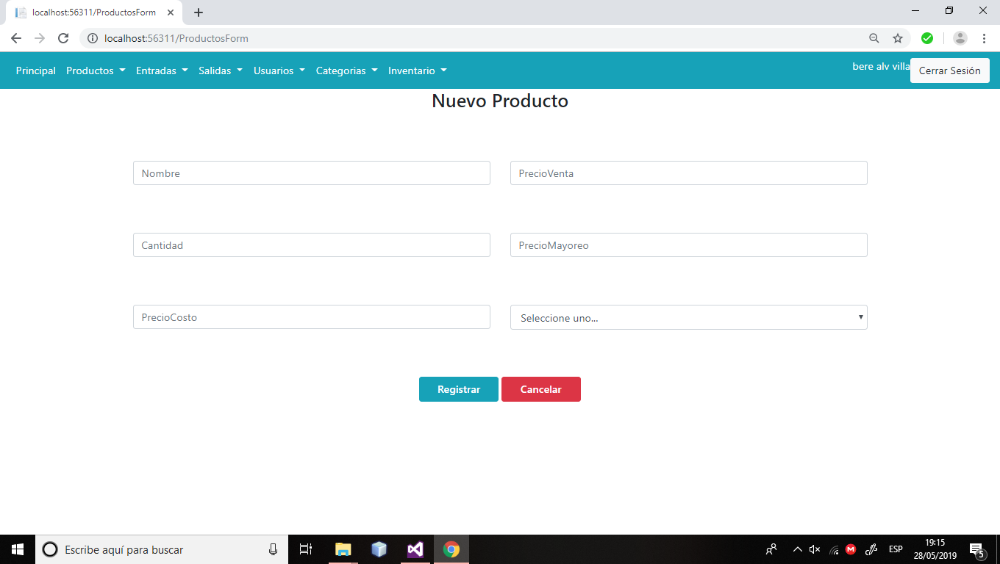 localhost:56311/ProductosForm
localhost:56311/ProductosForm
Principal Productos Entradas Salidas Usuarios Categorias Inventario bere alv villa Cerrar Sesión
Nuevo Producto
Nombre PrecioVenta
Cantidad PrecioMayoreo
PrecioCosto Seleccione uno...
Registrar Cancelar
Escribe aquí para buscar ESP 19:15
28/05/2019 5